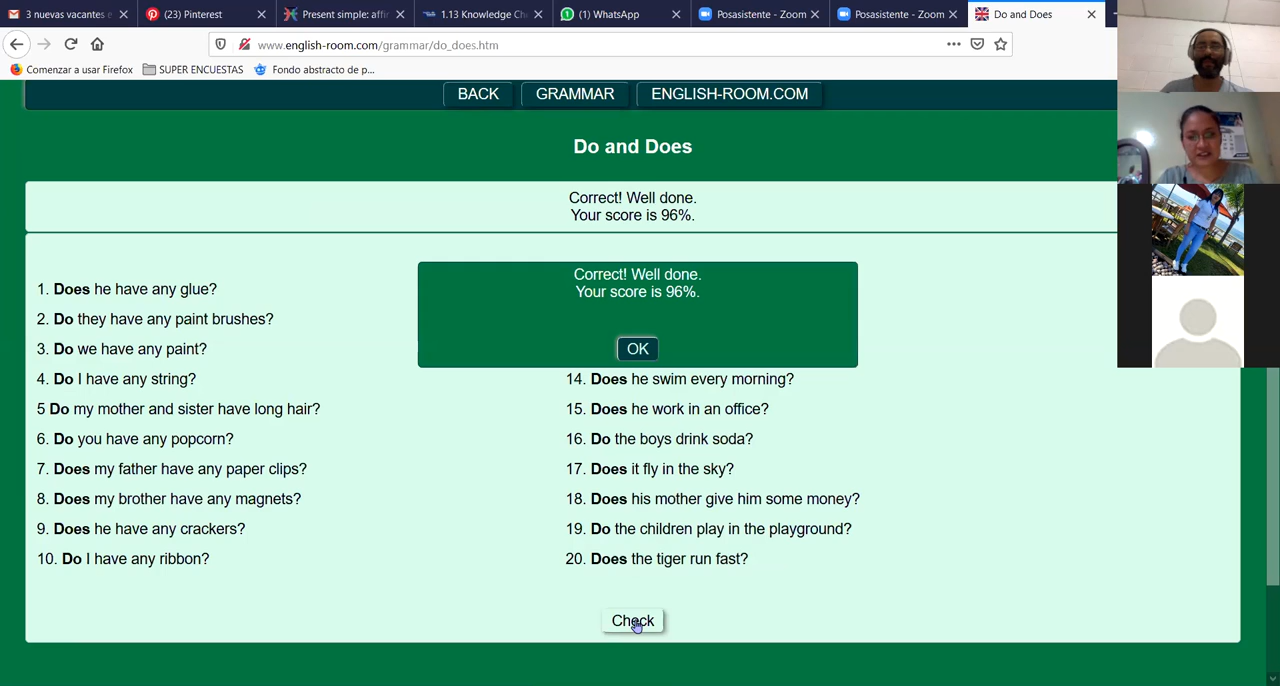 3 nuevas vacantes e
(23) Pinterest
Present simple: affir
1.13 Knowledge Che
(1) WhatsApp
Posasistente - Zoom
Posasistente - Zoom
Do and Does
www.english-room.com/grammar/do_does.htm
Comenzar a usar Firefox
SUPER ENCUESTAS
Fondo abstracto de p...
BACK
GRAMMAR
ENGLISH-ROOM.COM
Do and Does
Correct! Well done.
Your score is 96%.
Correct! Well done.
Your score is 96%.
OK
1. Does he have any glue?
2. Do they have any paint brushes?
3. Do we have any paint?
4. Do I have any string?
5 Do my mother and sister have long hair?
6. Do you have any popcorn?
7. Does my father have any paper clips?
8. Does my brother have any magnets?
9. Does he have any crackers?
10. Do I have any ribbon?
14. Does he swim every morning?
15. Does he work in an office?
16. Do the boys drink soda?
17. Does it fly in the sky?
18. Does his mother give him some money?
19. Do the children play in the playground?
20. Does the tiger run fast?
Check